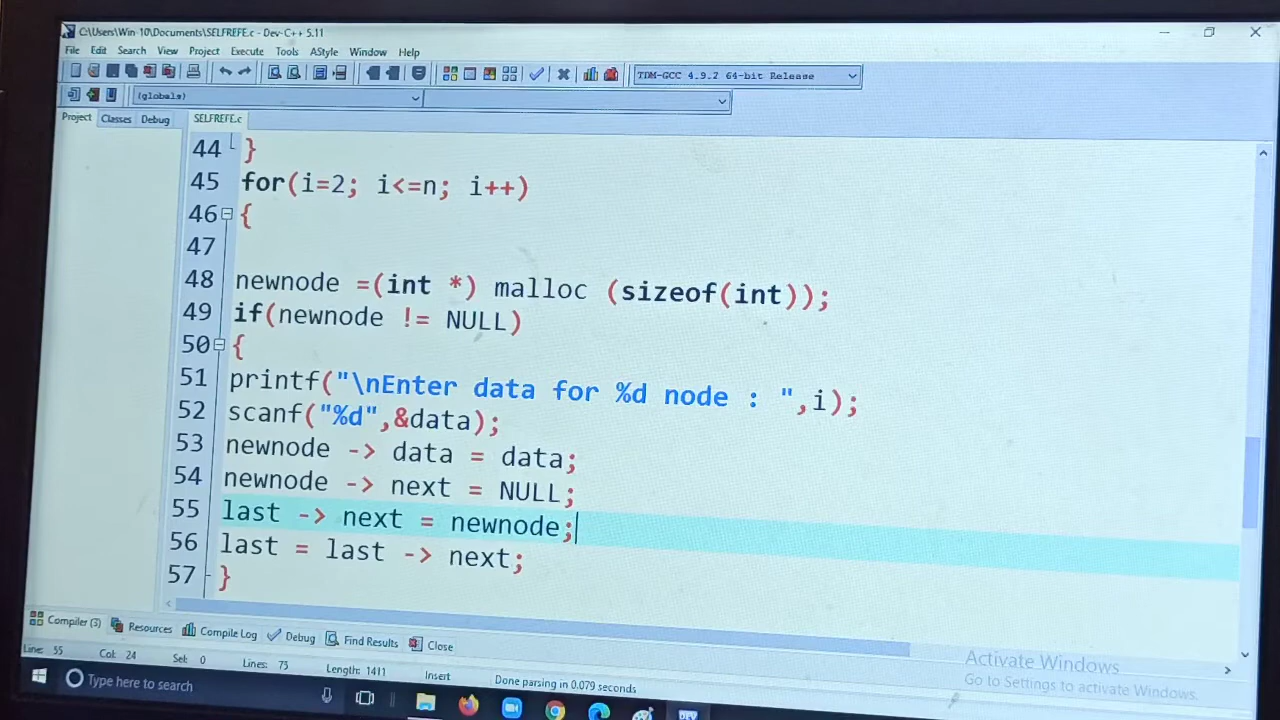 C:\Users\Win-10\Documents\SELFREFE.c - Dev-C++ 5.11
File Edit Search View Project Execute Tools AStyle Window Help
TDM-GCC 4.9.2 64-bit Release
(globals)
Project Classes Debug SELFREFE.c
44 }
45 for(i=2; i<=n; i++)
46 {
47
48 newnode =(int *) malloc (sizeof(int));
49 if(newnode != NULL)
50 {
51 printf("\nEnter data for %d node : ",i);
52 scanf("%d",&data);
53 newnode -> data = data;
54 newnode -> next = NULL;
55 last -> next = newnode;
56 last = last -> next;
57 }
Compiler (3) Resources Compile Log Debug Find Results Close
Line: 55 Col: 24 Sel: 0 Lines: 73 Length: 1411 Insert Done parsing in 0.079 seconds
Activate Windows
Go to Settings to activate Windows.
Type here to search
DEV